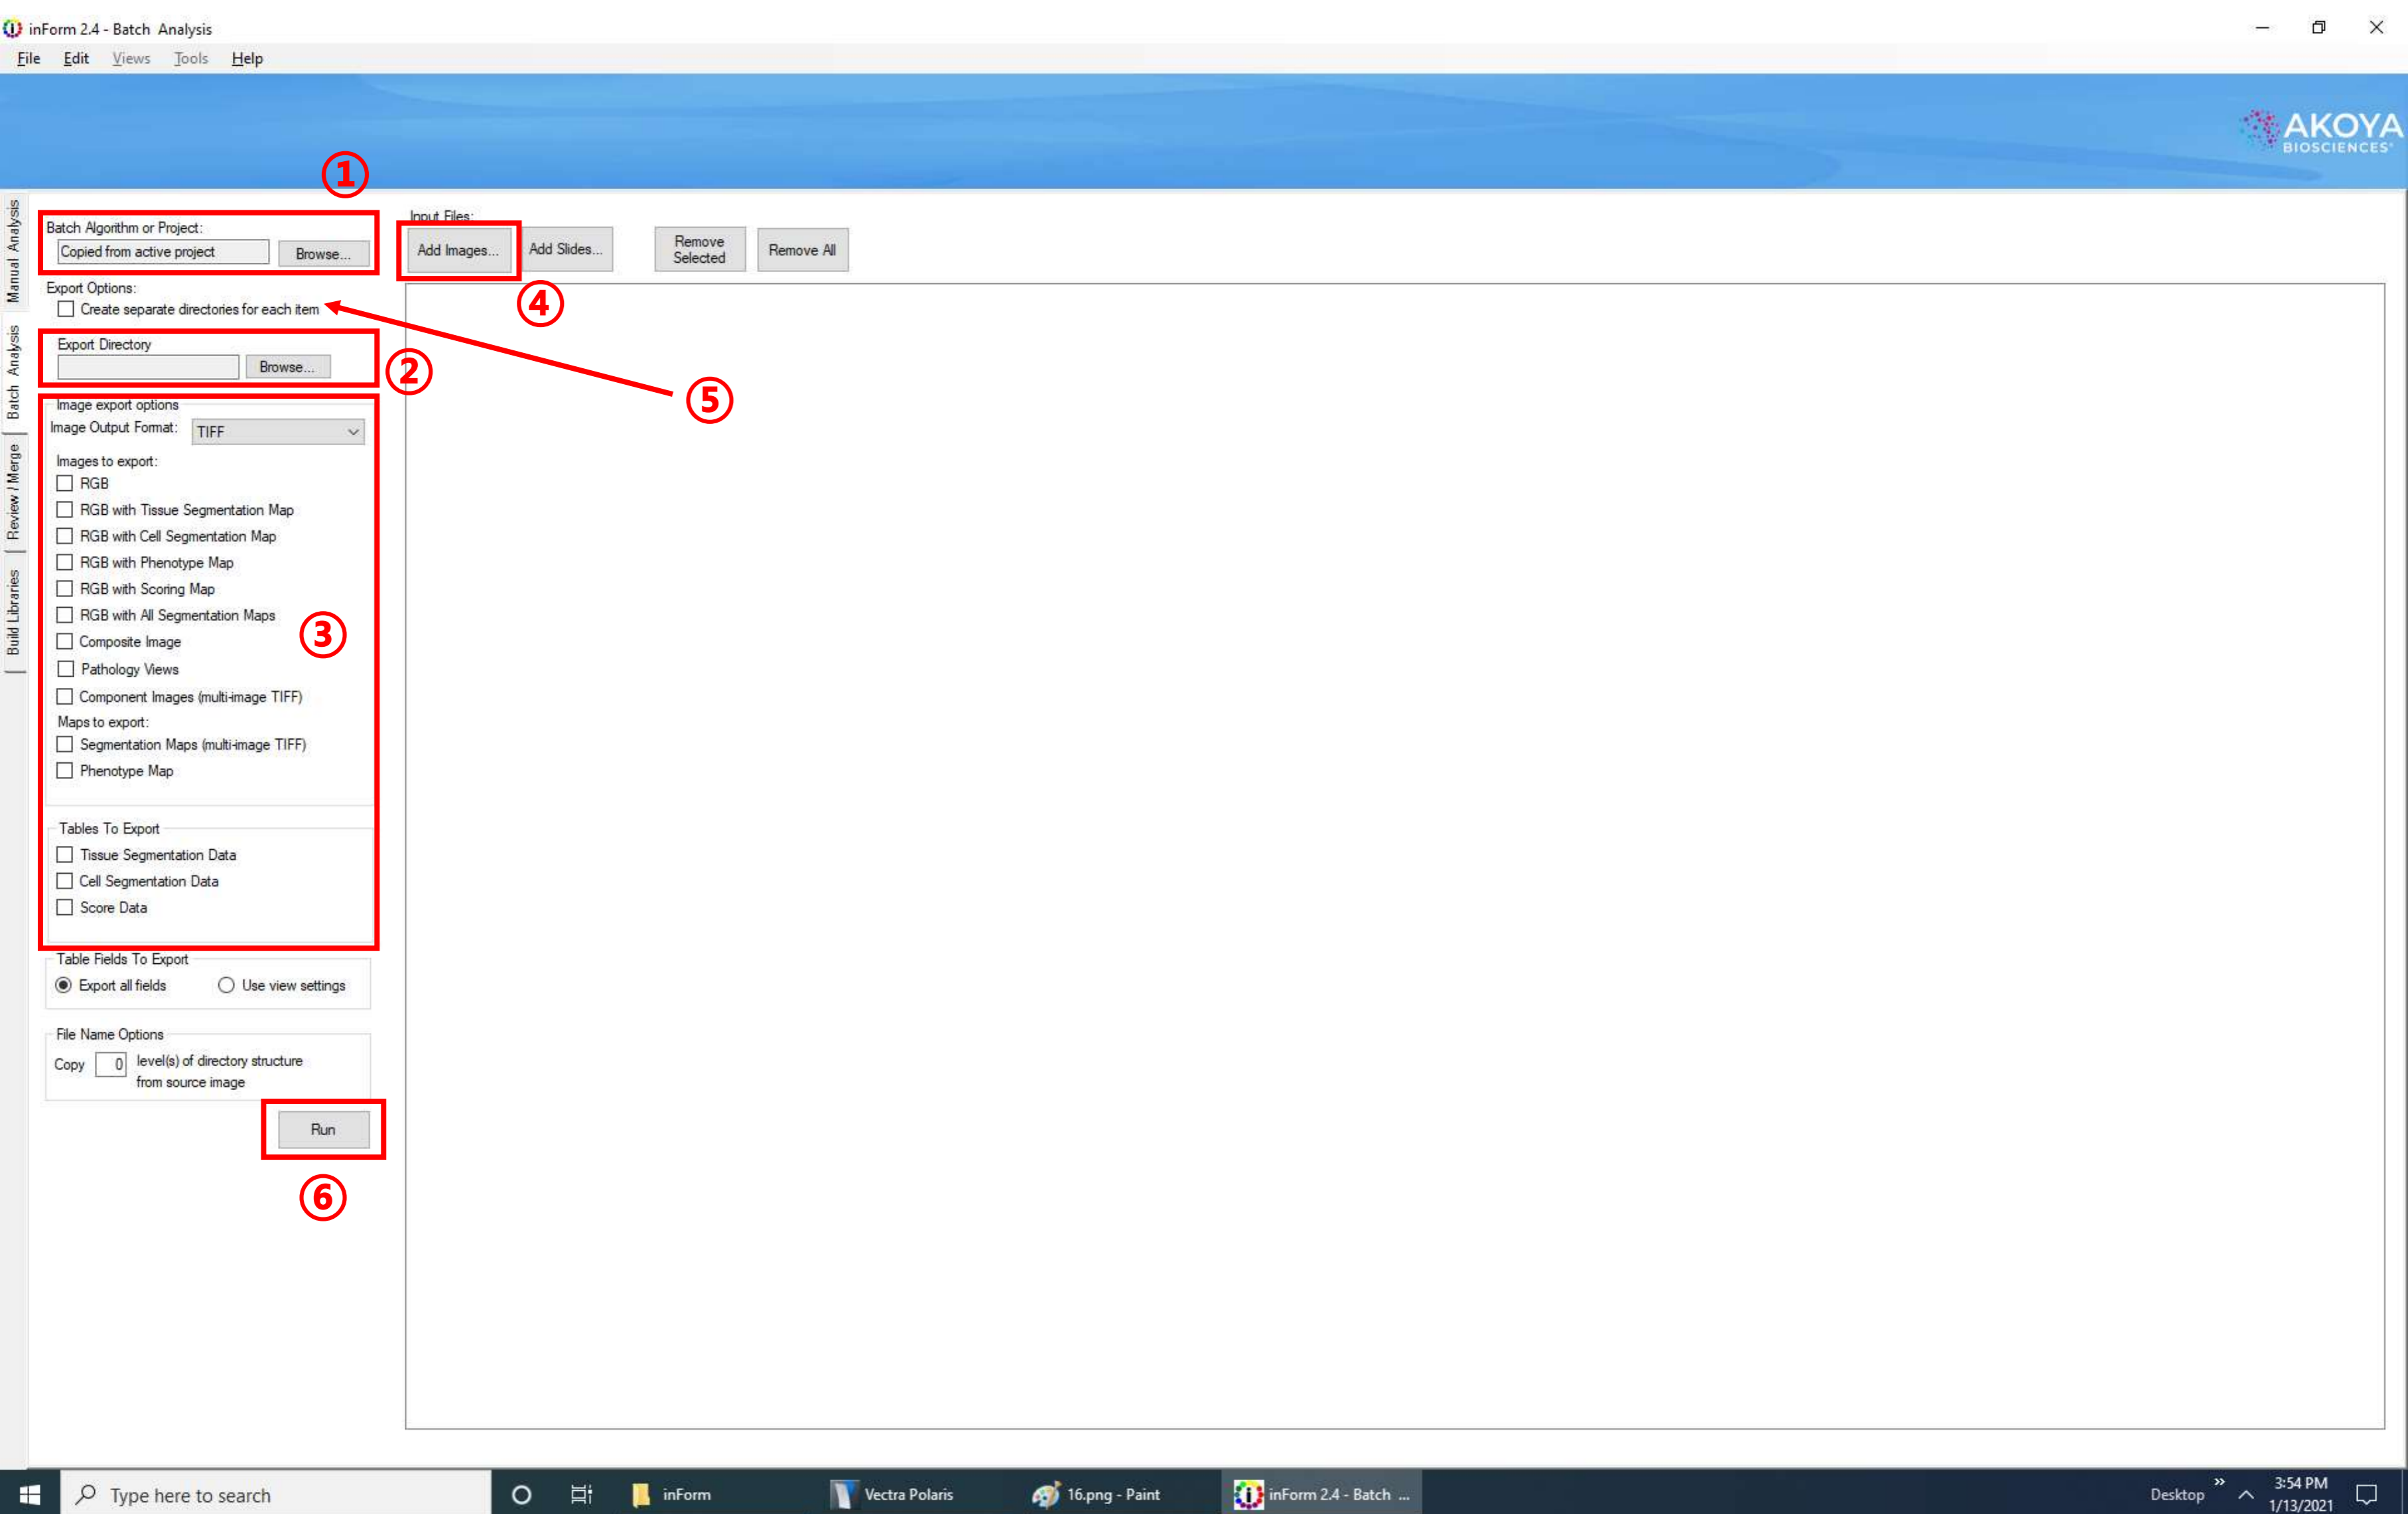 inForm 2.4 - Batch Analysis
File Edit Views Tools Help
AKOYA
BIOSCIENCES®
①
Manual Analysis
Batch Analysis
Review / Merge
Build Libraries
Batch Algorithm or Project:
Copied from active project Browse...
Export Options:
Create separate directories for each item
Export Directory
Browse...
②
Image export options
Image Output Format: TIFF
Images to export:
RGB
RGB with Tissue Segmentation Map
RGB with Cell Segmentation Map
RGB with Phenotype Map
RGB with Scoring Map
RGB with All Segmentation Maps
③
Composite Image
Pathology Views
Component Images (multi-image TIFF)
Maps to export:
Segmentation Maps (multi-image TIFF)
Phenotype Map
Tables To Export
Tissue Segmentation Data
Cell Segmentation Data
Score Data
Table Fields To Export
Export all fields Use view settings
File Name Options
Copy 0 level(s) of directory structure
from source image
Run
⑥
Input Files:
Add Images... Add Slides... Remove Selected Remove All
④
⑤
Type here to search inForm Vectra Polaris 16.png - Paint inForm 2.4 - Batch ... Desktop » 3:54 PM
1/13/2021